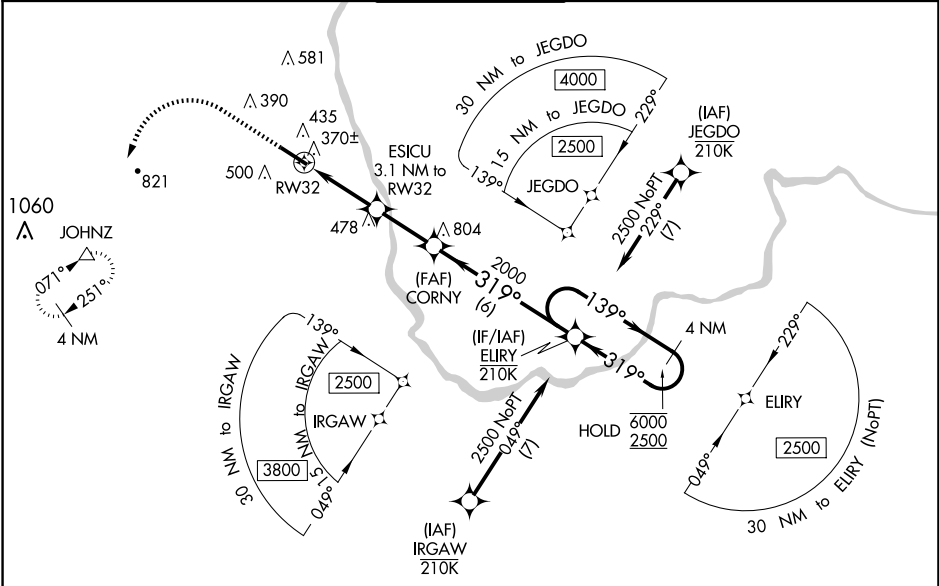 581
390
435
370±
500
RW32
821
1060
JOHNZ
071°
251°
4 NM
ESICU
3.1 NM to
RW32
478
804
(FAF)
CORNY
2000
319°
(6)
30 NM to JEGDO
4000
15 NM to JEGDO
2500
229°
139°
JEGDO
(IAF)
JEGDO
210K
2500 NoPT
229°
(7)
139°
4 NM
319°
(IF/IAF)
ELIRY
210K
HOLD
6000
2500
2500 NoPT
049°
(7)
(IAF)
IRGAW
210K
30 NM to IRGAW
3800
15 NM to IRGAW
2500
139°
049°
IRGAW
229°
049°
ELIRY
2500
30 NM to ELIRY (NoPT)